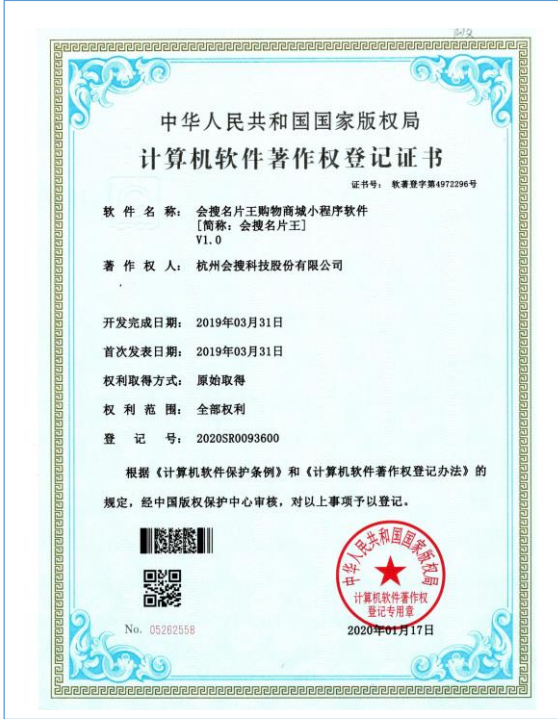 中华人民共和国国家版权局
计算机软件著作权登记证书
证书号： 软著登字第4972296号
软 件 名 称： 会搜名片王购物商城小程序软件
[简称：会搜名片王]
V1.0
著 作 权 人： 杭州会搜科技股份有限公司
开发完成日期： 2019年03月31日
首次发表日期： 2019年03月31日
权利取得方式： 原始取得
权 利 范 围： 全部权利
登 记 号： 2020SR0093600
根据《计算机软件保护条例》和《计算机软件著作权登记办法》的
规定，经中国版权保护中心审核，对以上事项予以登记。
中华人民共和国国家版权局
计算机软件著作权
登记专用章
No. 05262558
2020年01月17日